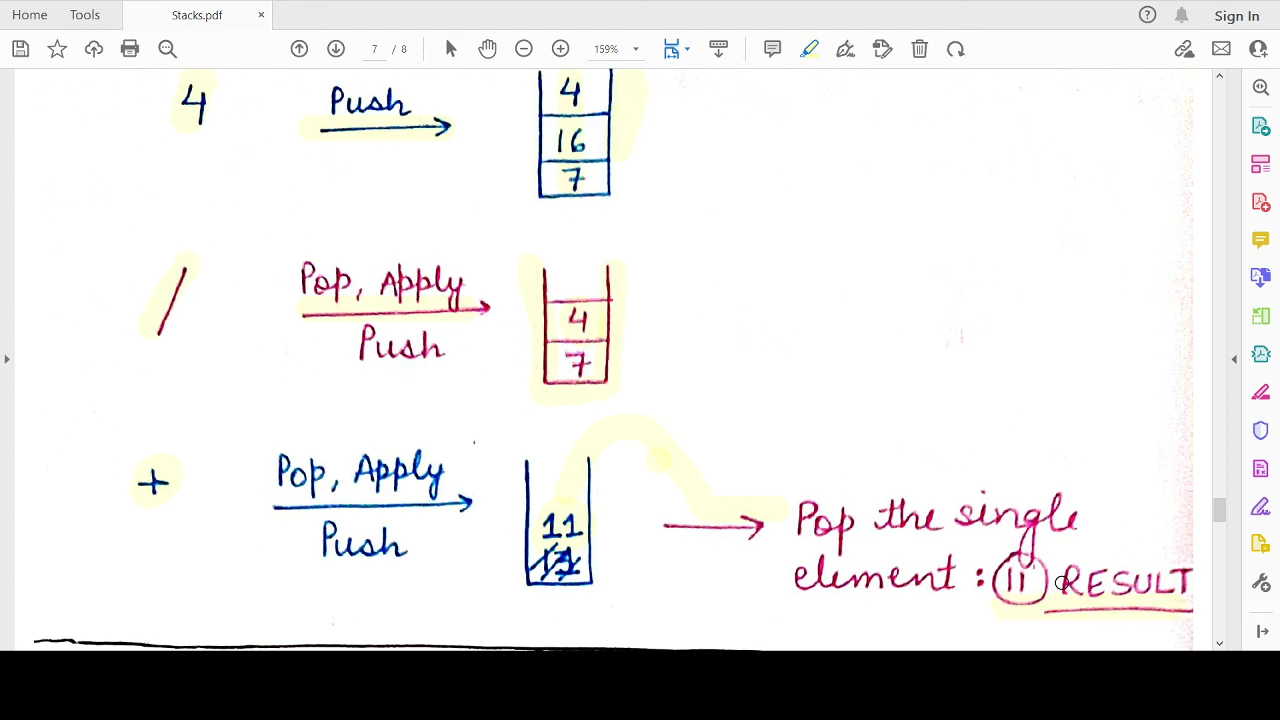 Home Tools Stacks.pdf × Sign In
7 / 8 159%
4 Push 4
16
7
/ Pop, Apply
Push
4
7
+ Pop, Apply
Push
11
Pop the single
element : 11 RESULT